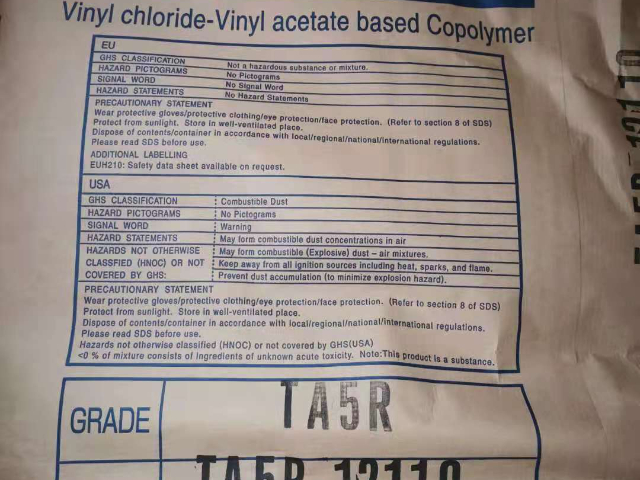 Vinyl chloride-Vinyl acetate based Copolymer
EU
GHS CLASSIFICATION Not a hazardous substance or mixture.
HAZARD PICTOGRAMS No Pictograms
SIGNAL WORD No Signal Word
HAZARD STATEMENTS No Hazard Statements
PRECAUTIONARY STATEMENT
Wear protective gloves/protective clothing/eye protection/face protection. (Refer to section 8 of SDS)
Protect from sunlight. Store in well-ventilated place.
Dispose of contents/container in accordance with local/regional/national/international regulations.
Please read SDS before use.
ADDITIONAL LABELLING
EUH210: Safety data sheet available on request.
USA
GHS CLASSIFICATION : Combustible Dust
HAZARD PICTOGRAMS : No Pictograms
SIGNAL WORD : Warning
HAZARD STATEMENTS : May form combustible dust concentrations in air
HAZARDS NOT OTHERWISE : May form combustible (Explosive) dust – air mixtures.
CLASSFIED (HNOC) OR NOT : Keep away from all ignition sources including heat, sparks, and flame.
COVERED BY GHS: : Prevent dust accumulation (to minimize explosion hazard).
PRECAUTIONARY STATEMENT
Wear protective gloves/protective clothing/eye protection/face protection. (Refer to section 8 of SDS)
Protect from sunlight. Store in well-ventilated place.
Dispose of contents/container in accordance with local/regional/national/international regulations.
Please read SDS before use.
Hazards not otherwise classified (HNOC) or not covered by GHS(USA)
<0 % of mixture consists of Ingredients of unknown acute toxicity. Note:This product is a substance.
GRADE TA5R
TA5R 12110